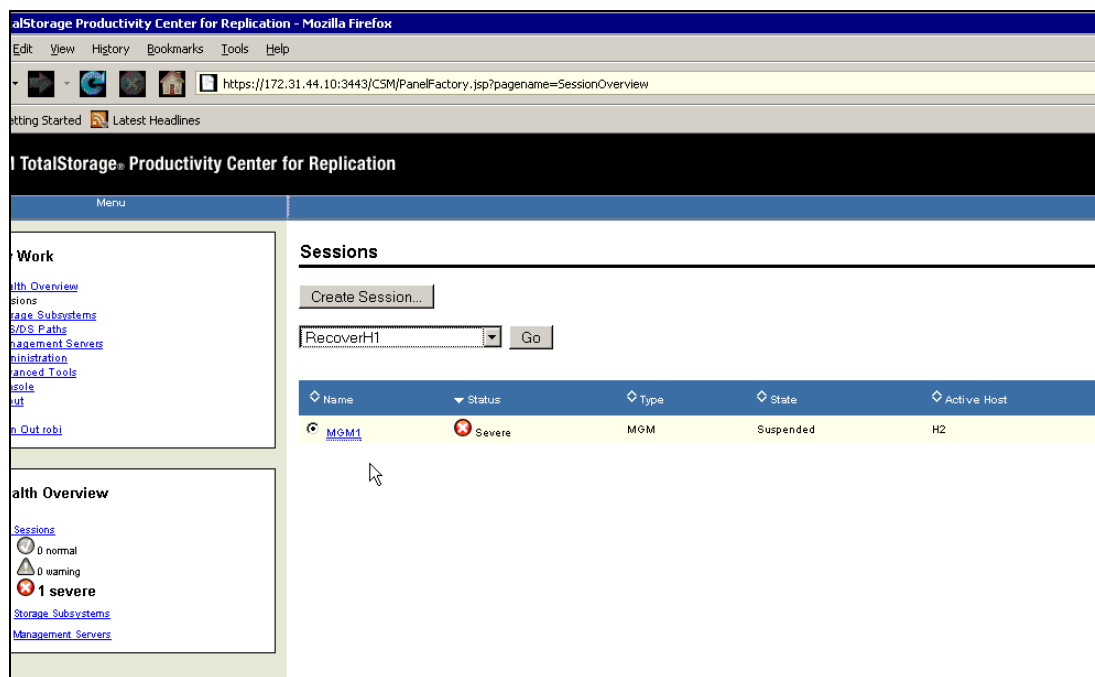 alStorage Productivity Center for Replication - Mozilla Firefox
Edit View History Bookmarks Tools Help
https://172.31.44.10:3443/CSM/PanelFactory.jsp?pagename=SessionOverview
etting Started Latest Headlines
TotalStorage® Productivity Center for Replication
Menu
Work
Sessions
lth Overview
sions
rage Subsystems
S/DS Paths
nagement Servers
ministration
anced Tools
nsole
ut
n Out robi
Create Session...
RecoverH1 Go
Name Status Type State Active Host
MGM1 Severe MGM Suspended H2
alth Overview
Sessions
0 normal
0 warning
1 severe
Storage Subsystems
Management Servers